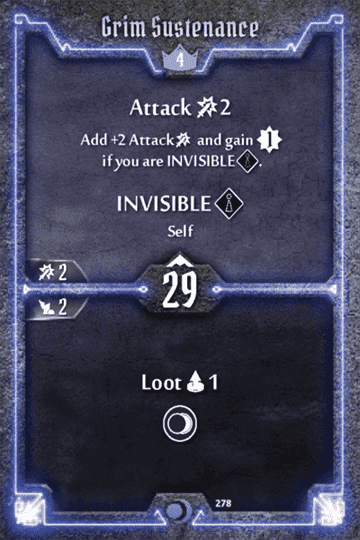 Grim Sustenance
4
Attack 2
Add +2 Attack and gain 1
if you are INVISIBLE.
INVISIBLE
Self
2
29
2
Loot 1
278